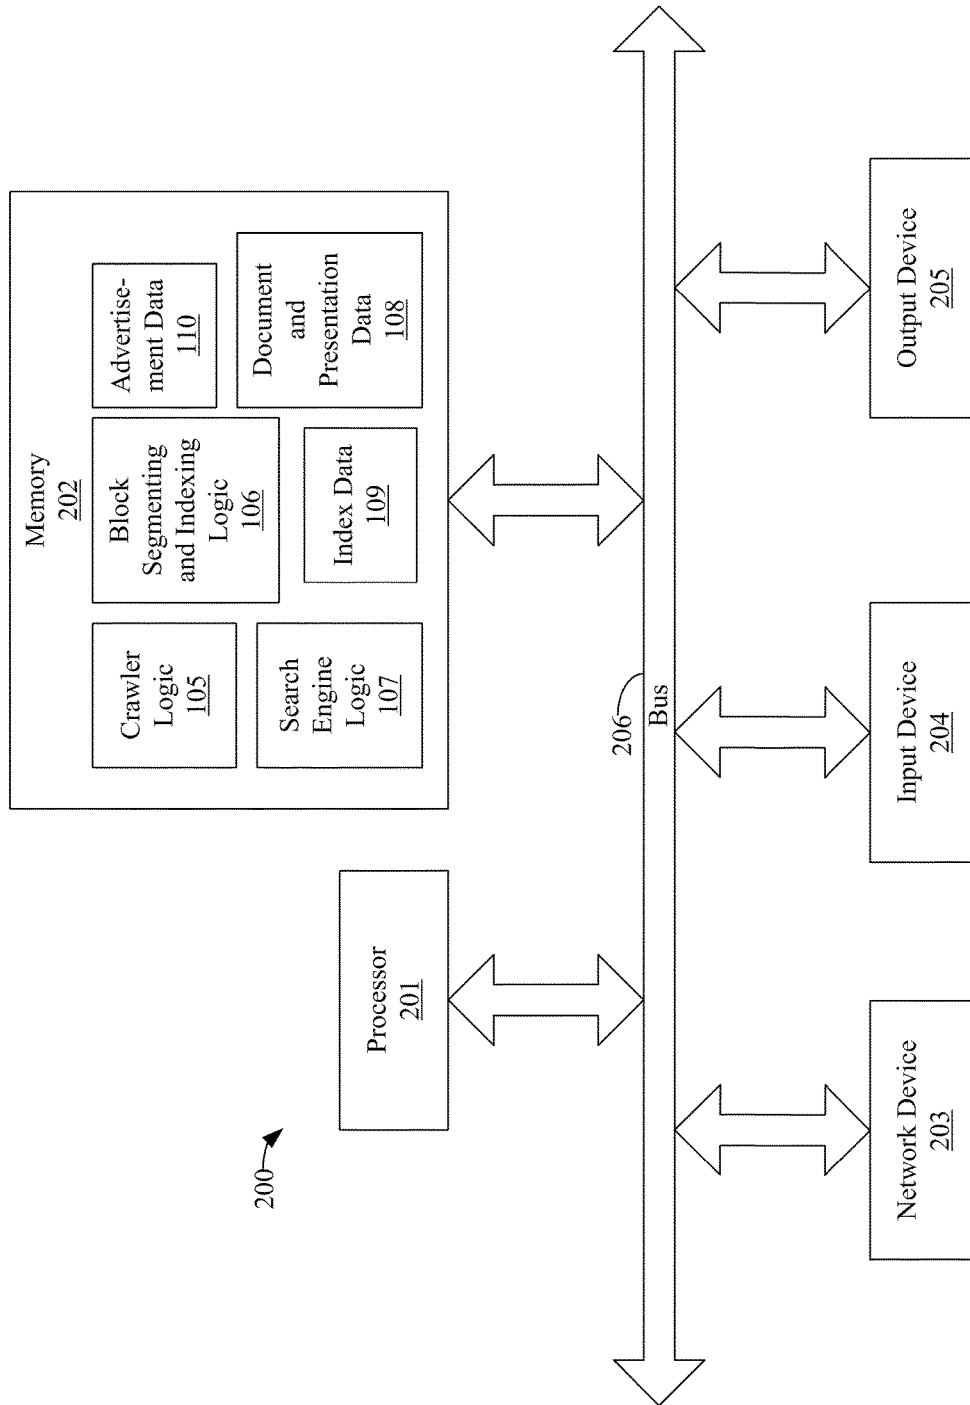 200
Processor
201
Memory
202
Crawler
Logic
105
Block
Segmenting
and Indexing
Logic
106
Advertise-
ment Data
110
Search
Engine
Logic
107
Index Data
109
Document
and
Presentation
Data
108
206
Bus
Network Device
203
Input Device
204
Output Device
205